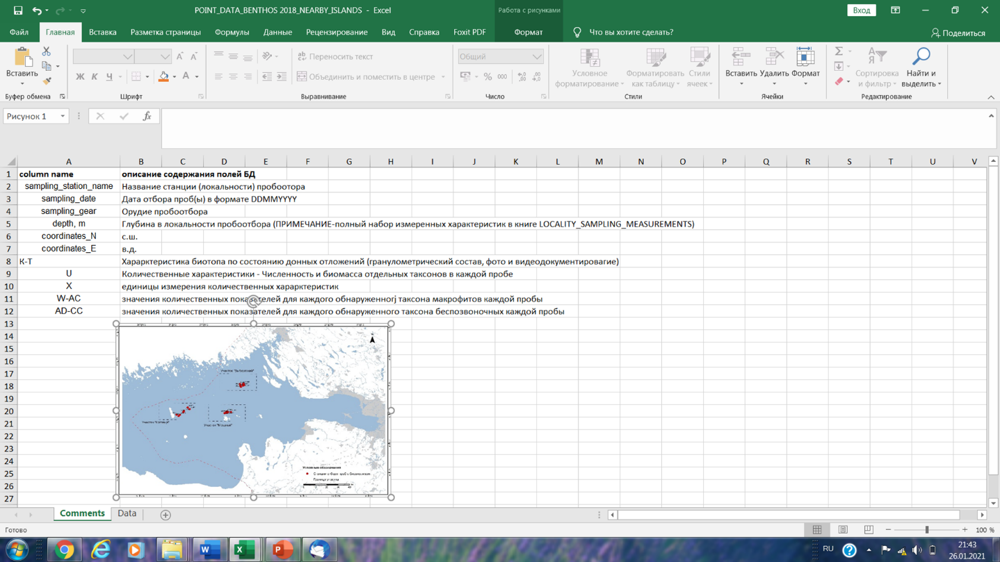 POINT_DATA_BENTHOS 2018_NEARBY_ISLANDS - Excel
Работа с рисунками
Вход
Файл Главная Вставка Разметка страницы Формулы Данные Рецензирование Вид Справка Foxit PDF Формат Что вы хотите сделать? Поделиться
Вставить
Ж К Ч
Переносить текст
Объединить и поместить в центре
Общий
% 000
Условное форматирование
Форматировать как таблицу
Стили ячеек
Вставить Удалить Формат
Сортировка и фильтр
Найти и выделить
Буфер обмена Шрифт Выравнивание Число Стили Ячейки Редактирование
Рисунок 1 fx
A B C D E F G H I J K L M N O P Q R S T U V
1 column name описание содержания полей БД
2 sampling_station_name Название станции (локальности) пробоотора
3 sampling_date Дата отбора проб(ы) в формате DDMMYYYY
4 sampling_gear Орудие пробоотбора
5 depth, m Глубина в локальности пробоотбора (ПРИМЕЧАНИЕ-полный набор измеренных характеристик в книге LOCALITY_SAMPLING_MEASUREMENTS)
6 coordinates_N с.ш.
7 coordinates_E в.д.
8 К-Т Харарктеристика биотопа по состоянию донных отложений (гранулометрический состав, фото и видеодокументировагие)
9 U Количественные характеристики - Численность и биомасса отдельных таксонов в каждой пробе
10 X единицы измерения количественных харарктеристик
11 W-AC значения количественных показателей для каждого обнаруженногj таксона макрофитов каждой пробы
12 AD-CC значения количественных показателей для каждого обнаруженного таксона беспозвоночных каждой пробы
13
14
15
16
17
18
19
20
21
22
23
24
25
26
27
Условные обозначения
Граница участка
Comments Data
Готово
100 %
RU
21:43
26.01.2021